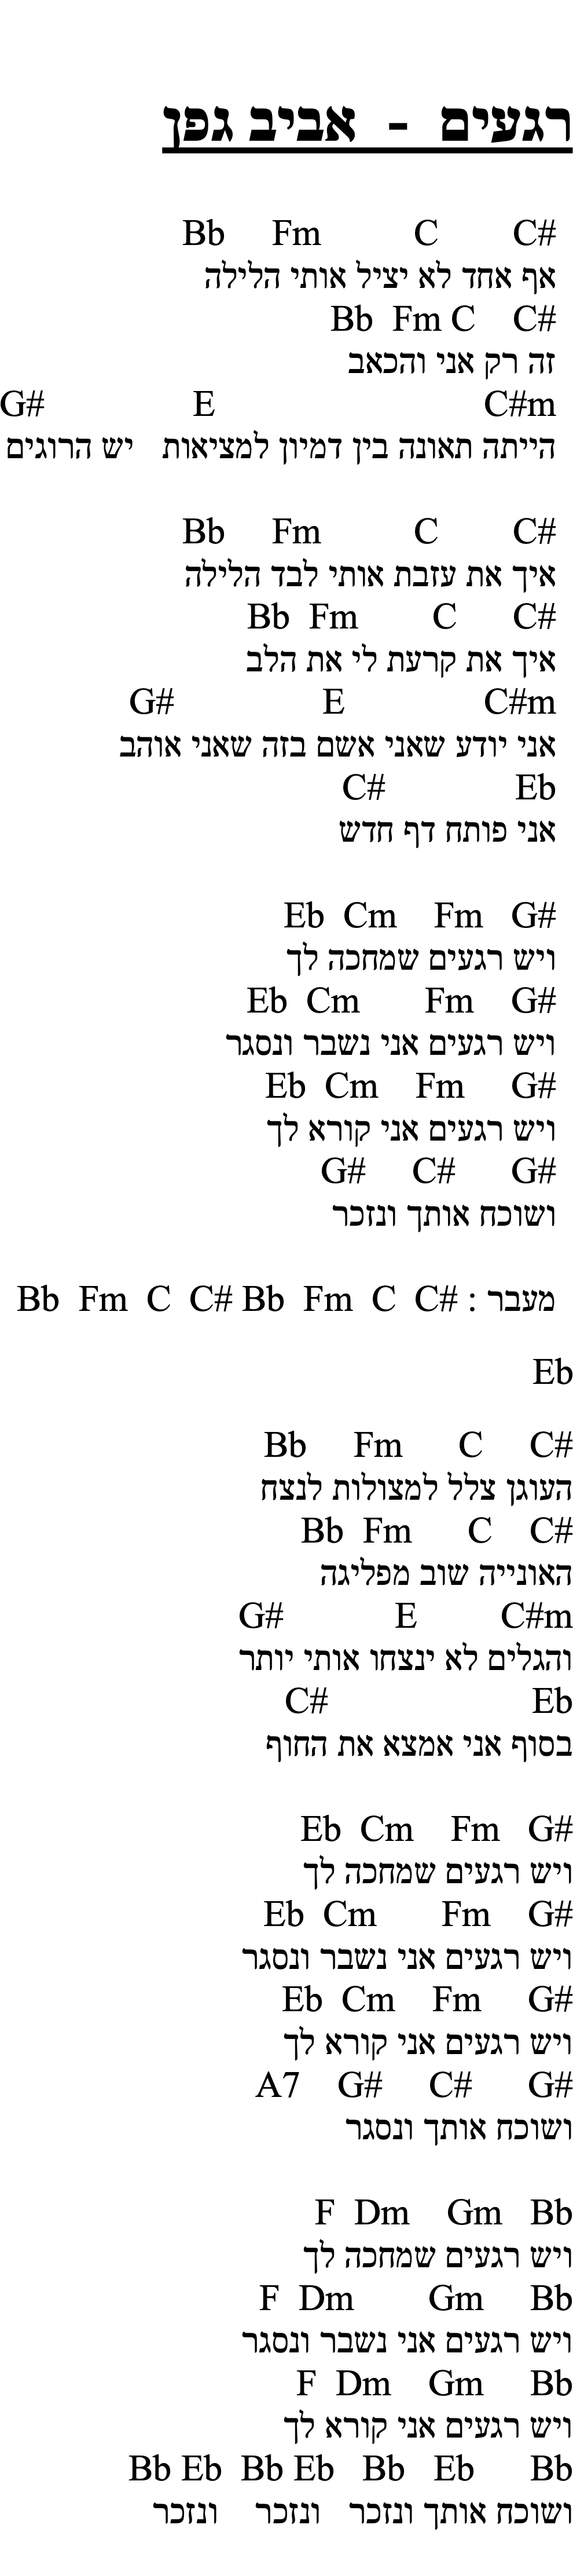 רגעים - אביב גפן
C# C Fm Bb
אף אחד לא יציל אותי הלילה
C# C Fm Bb
זה רק אני והכאב
C#m E G#
הייתה תאונה בין דמיון למציאות יש הרוגים
C# C Fm Bb
איך את עזבת אותי לבד הלילה
C# C Fm Bb
איך את קרעת לי את הלב
C#m E G#
אני יודע שאני אשם בזה שאני אוהב
Eb C#
אני פותח דף חדש
G# Fm Cm Eb
ויש רגעים שמחכה לך
G# Fm Cm Eb
ויש רגעים אני נשבר ונסגר
G# Fm Cm Eb
ויש רגעים אני קורא לך
G# C# G#
ושוכח אותך ונזכר
מעבר : C# C Fm Bb C# C Fm Bb
Eb
C# C Fm Bb
העוגן צלל למצולות לנצח
C# C Fm Bb
האונייה שוב מפליגה
C#m E G#
והגלים לא ינצחו אותי יותר
Eb C#
בסוף אני אמצא את החוף
G# Fm Cm Eb
ויש רגעים שמחכה לך
G# Fm Cm Eb
ויש רגעים אני נשבר ונסגר
G# Fm Cm Eb
ויש רגעים אני קורא לך
G# C# G# A7
ושוכח אותך ונסגר
Bb Gm Dm F
ויש רגעים שמחכה לך
Bb Gm Dm F
ויש רגעים אני נשבר ונסגר
Bb Gm Dm F
ויש רגעים אני קורא לך
Bb Eb Bb Eb Bb Eb Bb
ושוכח אותך ונזכר ונזכר ונזכר